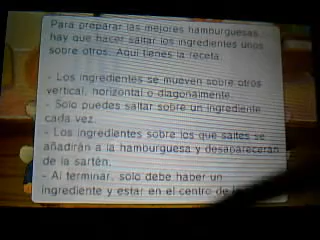 Para preparar las mejores hamburguesas
hay que hacer saltar los ingredientes unos
sobre otros. Aquí tienes la receta:
- Los ingredientes se mueven sobre otros
vertical, horizontal o diagonalmente.
- Solo puedes saltar sobre un ingrediente
cada vez.
- Los ingredientes sobre los que saltes se
añadirán a la hamburguesa y desaparecerán
de la sartén.
- Al terminar, solo debe haber un
ingrediente y estar en el centro de